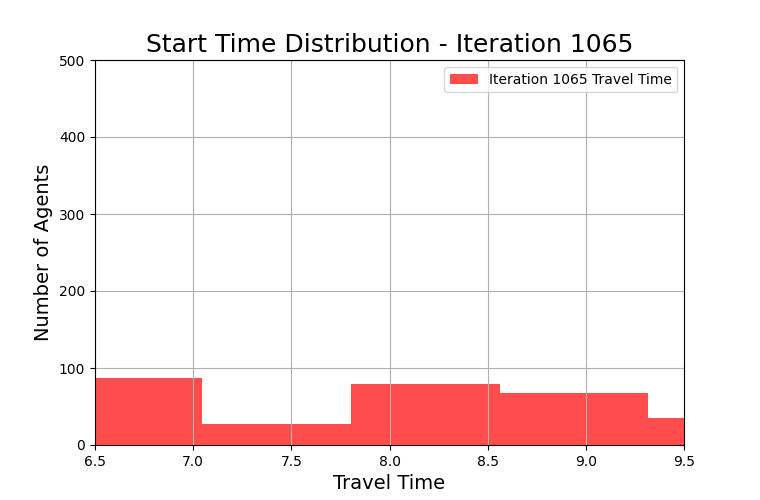 Start Time Distribution - Iteration 1065
500
Iteration 1065 Travel Time
400
300
200
100
0
Number of Agents
6.5 7.0 7.5 8.0 8.5 9.0 9.5
Travel Time